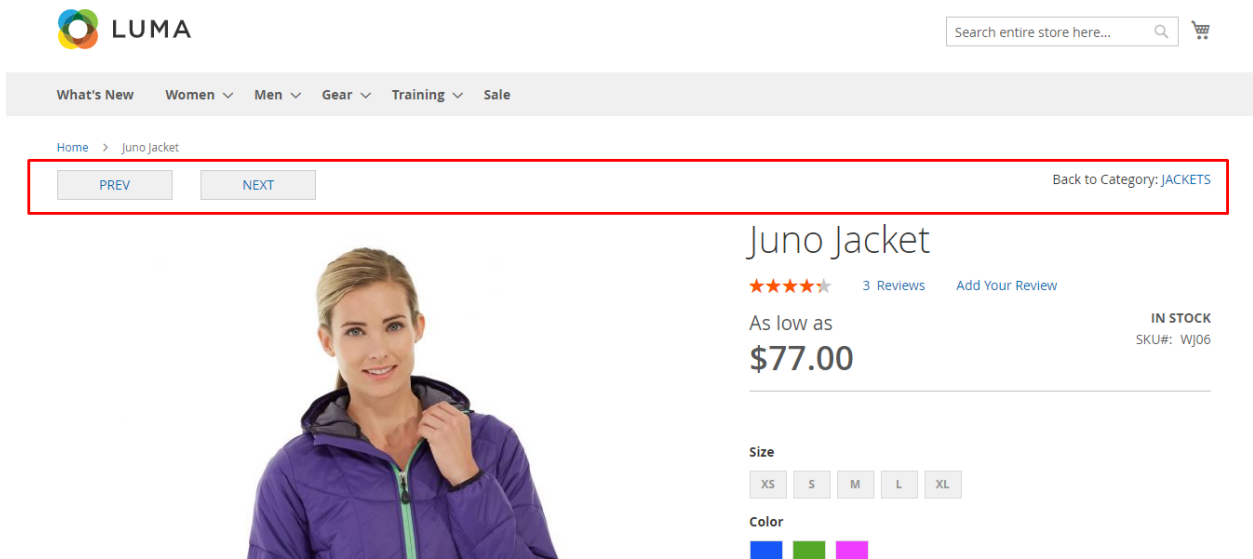 LUMA
Search entire store here...
What's New Women Men Gear Training Sale
Home > Juno Jacket
PREV NEXT Back to Category: JACKETS
Juno Jacket
3 Reviews Add Your Review
As low as IN STOCK
$77.00 SKU#: WJ06
Size
XS S M L XL
Color